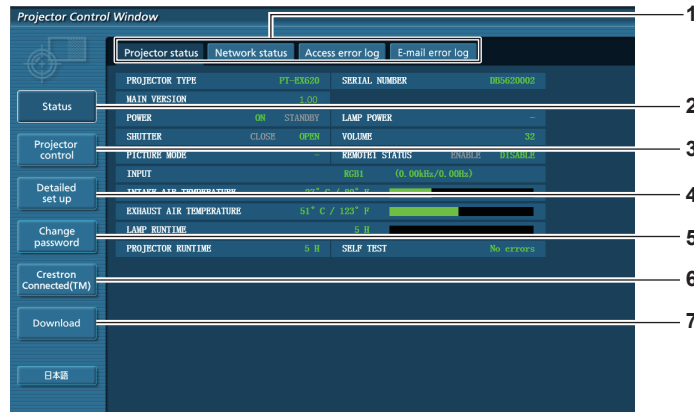 Projector Control Window
1
Projector status Network status Access error log E-mail error log
PROJECTOR TYPE PT-EX620 SERIAL NUMBER DB5620002
MAIN VERSION 1.00
Status 2
POWER ON STANDBY LAMP POWER -
SHUTTER CLOSE OPEN VOLUME 32
Projector control 3
PICTURE MODE - REMOTE1 STATUS ENABLE DISABLE
INPUT RGB1 (0.00kHz/0.00Hz)
Detailed set up 4
INTAKE AIR TEMPERATURE
EXHAUST AIR TEMPERATURE 51° C / 123° F
Change password 5
LAMP RUNTIME 5 H
PROJECTOR RUNTIME 5 H SELF TEST No errors
Crestron Connected(TM) 6
Download 7
日本語